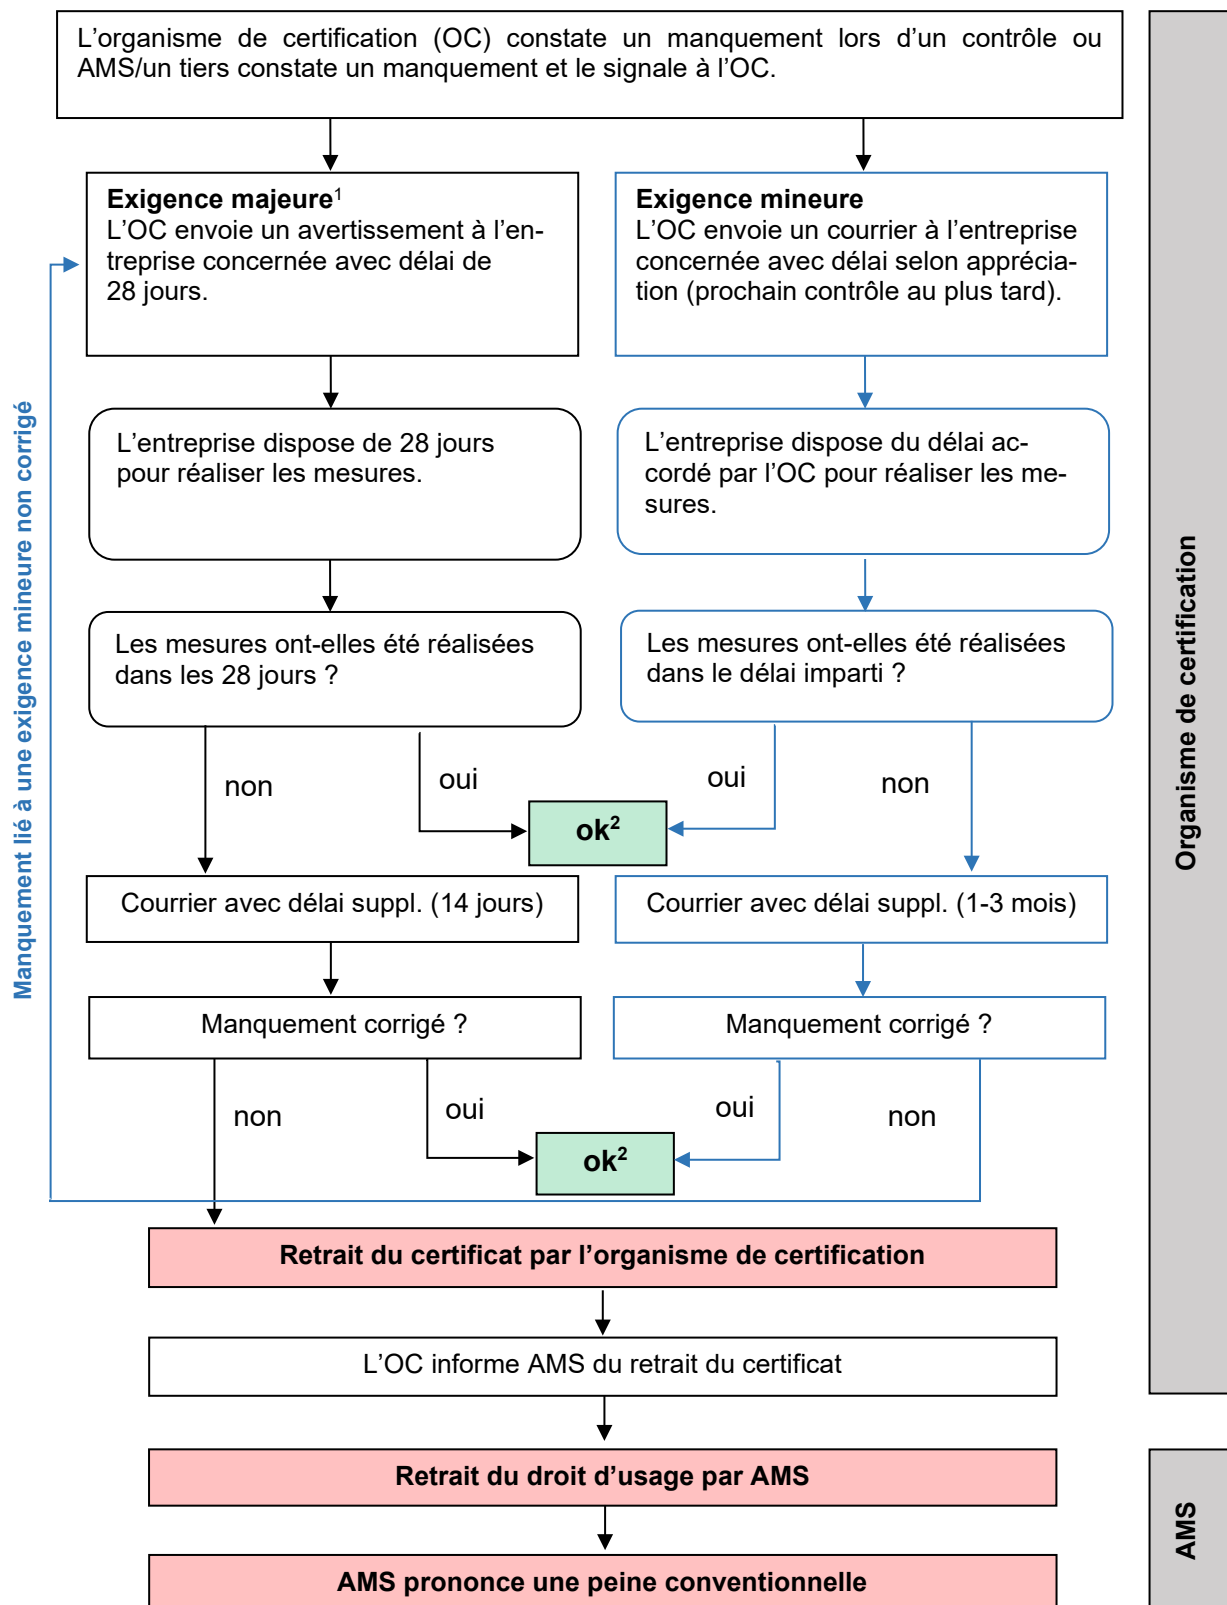 L’organisme de certification (OC) constate un manquement lors d’un contrôle ou
AMS/un tiers constate un manquement et le signale à l’OC.
Exigence majeure¹
L’OC envoie un avertissement à l’en-
treprise concernée avec délai de
28 jours.
Exigence mineure
L’OC envoie un courrier à l’entreprise
concernée avec délai selon apprécia-
tion (prochain contrôle au plus tard).
L’entreprise dispose de 28 jours
pour réaliser les mesures.
L’entreprise dispose du délai ac-
cordé par l’OC pour réaliser les me-
sures.
Les mesures ont-elles été réalisées
dans les 28 jours ?
Les mesures ont-elles été réalisées
dans le délai imparti ?
non
oui
oui
non
ok²
Courrier avec délai suppl. (14 jours)
Courrier avec délai suppl. (1-3 mois)
Manquement corrigé ?
Manquement corrigé ?
non
oui
oui
non
ok²
Manquement lié à une exigence mineure non corrigé
Retrait du certificat par l’organisme de certification
L’OC informe AMS du retrait du certificat
Retrait du droit d’usage par AMS
AMS prononce une peine conventionnelle
Organisme de certification
AMS